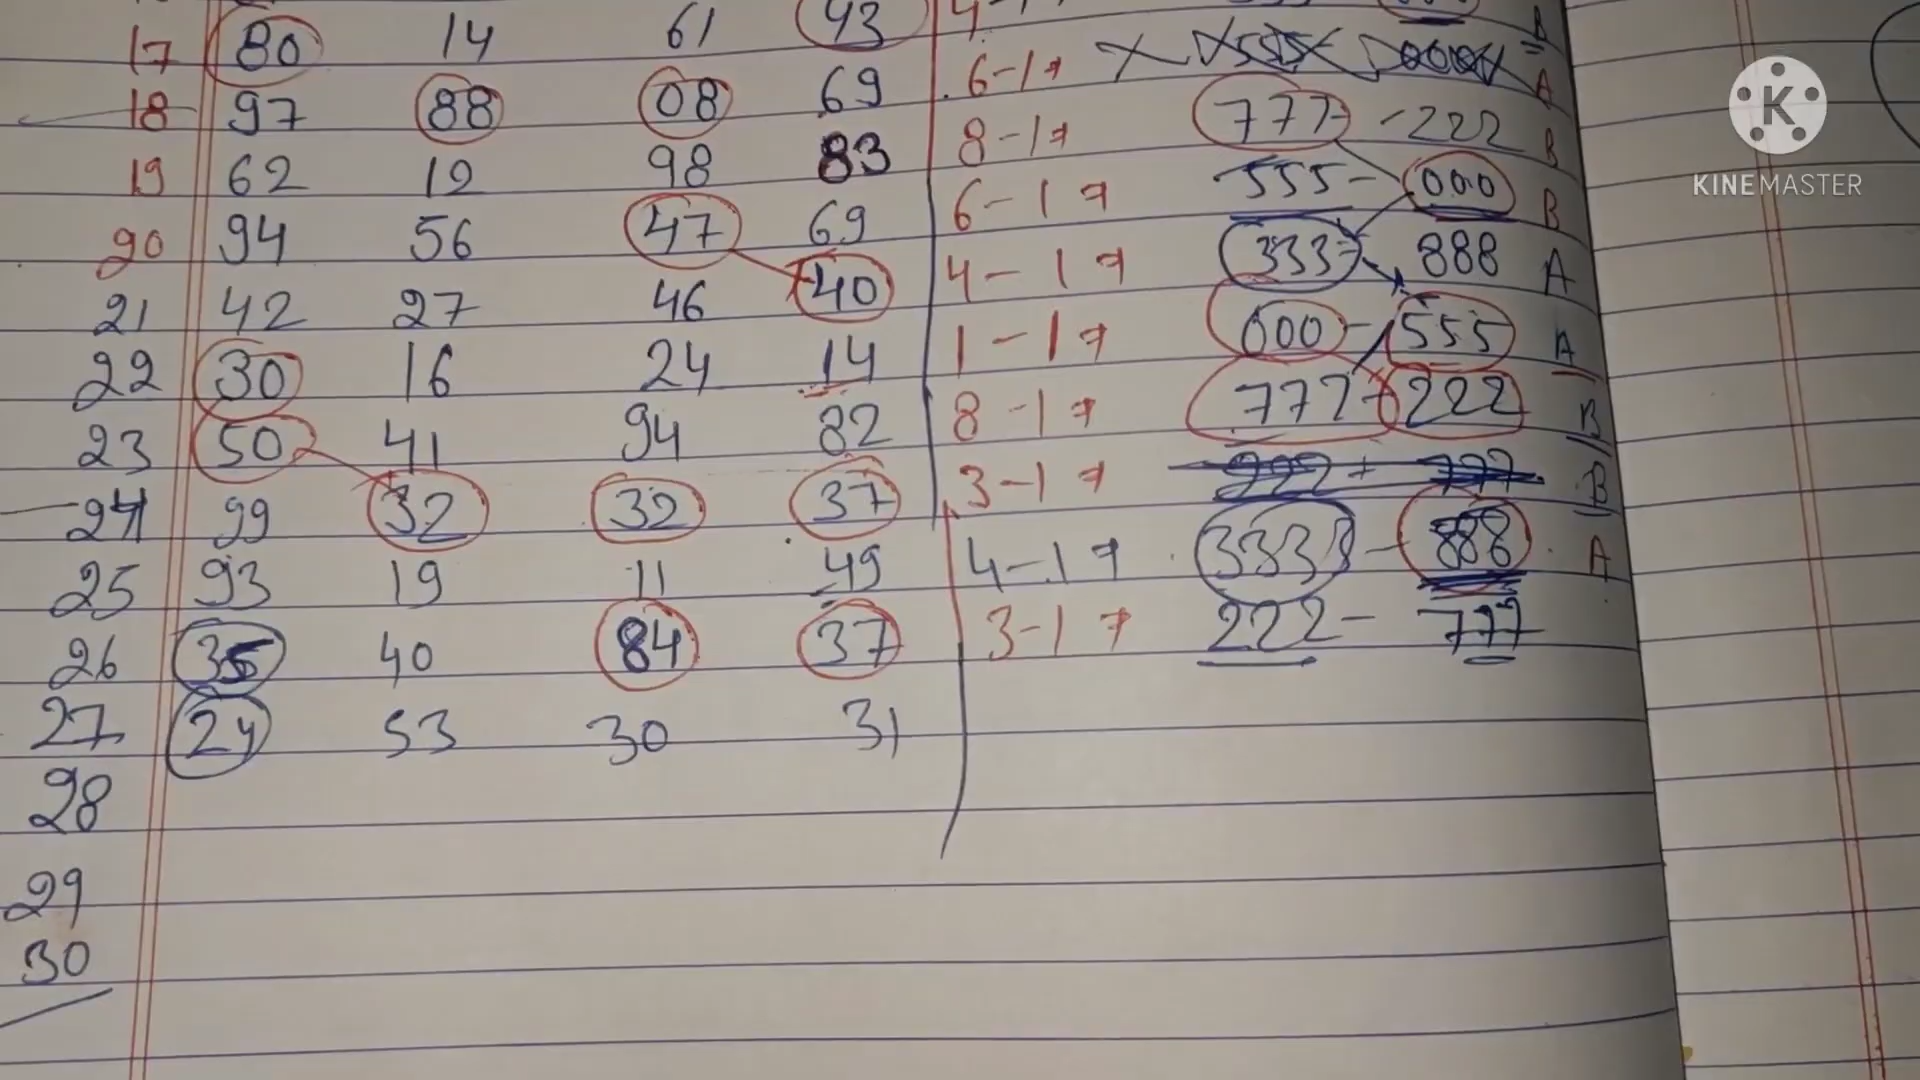 17 80 14 61 43
18 97 88 08 69 6-17 A
19 62 12 98 83 8-17 777 - 222 B
20 94 56 47 69 6-17 555 - 000 B
21 42 27 46 40 4-17 333 - 888 A
22 30 16 24 14 1-17 000 - 555 A
23 50 41 94 82 8-17 777 - 222 B
24 99 32 32 37 3-17 222 - 777 B
25 93 19 11 49 4-17 3333 - 888 A
26 36 40 84 37 3-17 222 - 777
27 24 53 30 31
28
29
30
K
KINEMASTER